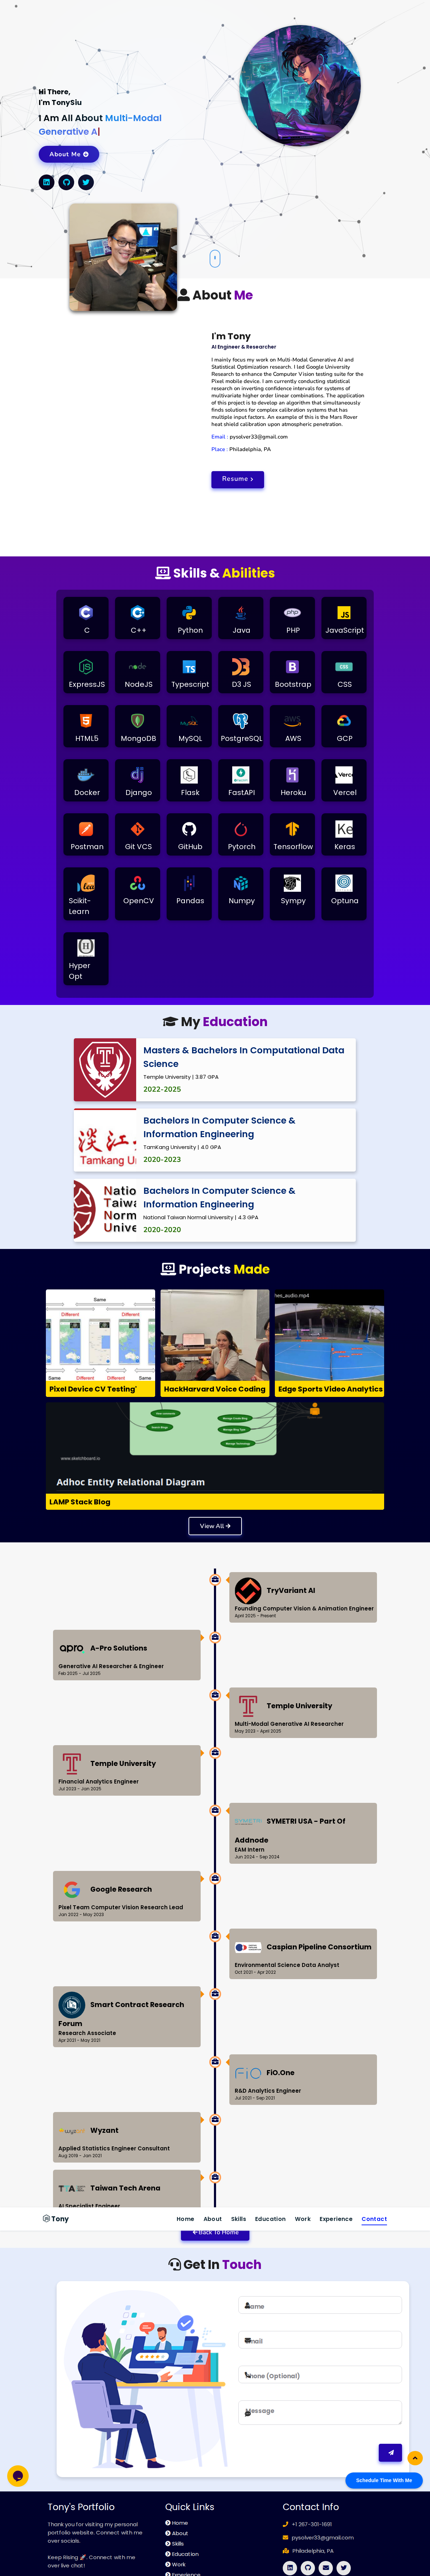 Hi There,
I'm TonySiu
I Am All About Multi-Modal
Generative A|
About Me
About Me
I'm Tony
AI Engineer & Researcher
I mainly focus my work on Multi-Modal Generative AI and
Statistical Optimization research. I led Google University
Research to enhance the Computer Vision testing suite for the
Pixel mobile device. I am currently conducting statistical
research on inverting confidence intervals for systems of
multivariate higher order linear combinations. The application
of this project is to develop an algorithm that simultaneously
finds solutions for complex calibration systems that has
multiple input factors. An example of this is for rover mars
heat shield calibration upon atmospheric penetration.
Email : pysolver33@gmail.com
Place : Philadelphia, PA
Resume
Skills & Abilities
C
C++
Python
Java
PHP
JavaScript
ExpressJS
NodeJS
Typescript
D3 JS
Bootstrap
CSS
HTML5
MongoDB
MySQL
PostgreSQL
AWS
GCP
Docker
Django
Flask
FastAPI
Heroku
Vercel
Postman
Git VCS
GitHub
Pytorch
Tensorflow
Keras
Scikit-
Learn
OpenCV
Pandas
Numpy
Sympy
Optuna
Hyper
Opt
My Education
Masters & Bachelors In Computational Data
Science
Temple University | 3.87 GPA
2022-2025
Bachelors In Computer Science &
Information Engineering
TamKang University | 4.0 GPA
2020-2023
Bachelors In Computer Science &
Information Engineering
National Taiwan Normal University | 4.3 GPA
2020-2020
Projects Made
Pixel Device CV Testing'
HackHarvard Voice Coding
Edge Sports Video Analytics
Adhoc Entity Relational Diagram
LAMP Stack Blog
View All
TryVariant AI
Founding Computer Vision & Animation Engineer
April 2025 - Present
A-Pro Solutions
Generative AI Researcher & Engineer
Feb 2025 - Jul 2025
Temple University
Multi-Modal Generative AI Researcher
May 2023 - April 2025
Temple University
Financial Analytics Engineer
Jul 2023 - Jan 2025
SYMETRI USA - Part Of
Addnode
EAM Intern
Jun 2024 - Sep 2024
Google Research
Pixel Team Computer Vision Research Lead
Jan 2022 - May 2023
Caspian Pipeline Consortium
Environmental Science Data Analyst
Oct 2021 - Apr 2022
Smart Contract Research
Forum
Research Associate
Apr 2021 - May 2021
FiO.One
R&D Analytics Engineer
Jul 2021 - Sep 2021
Wyzant
Applied Statistics Engineer Consultant
Aug 2019 - Jan 2021
Taiwan Tech Arena
AI Specialist Engineer
Tony
Home
About
Skills
Education
Work
Experience
Contact
Back To Home
Get In Touch
Name
Email
Phone (Optional)
Message
Schedule Time With Me
Tony's Portfolio
Thank you for visiting my personal
portfolio website. Connect with me
over socials.
Keep Rising 🚀. Connect with me
over live chat!
Quick Links
Home
About
Skills
Education
Work
Experience
Contact Info
+1 267-301-1691
pysolver33@gmail.com
Philadelphia, PA